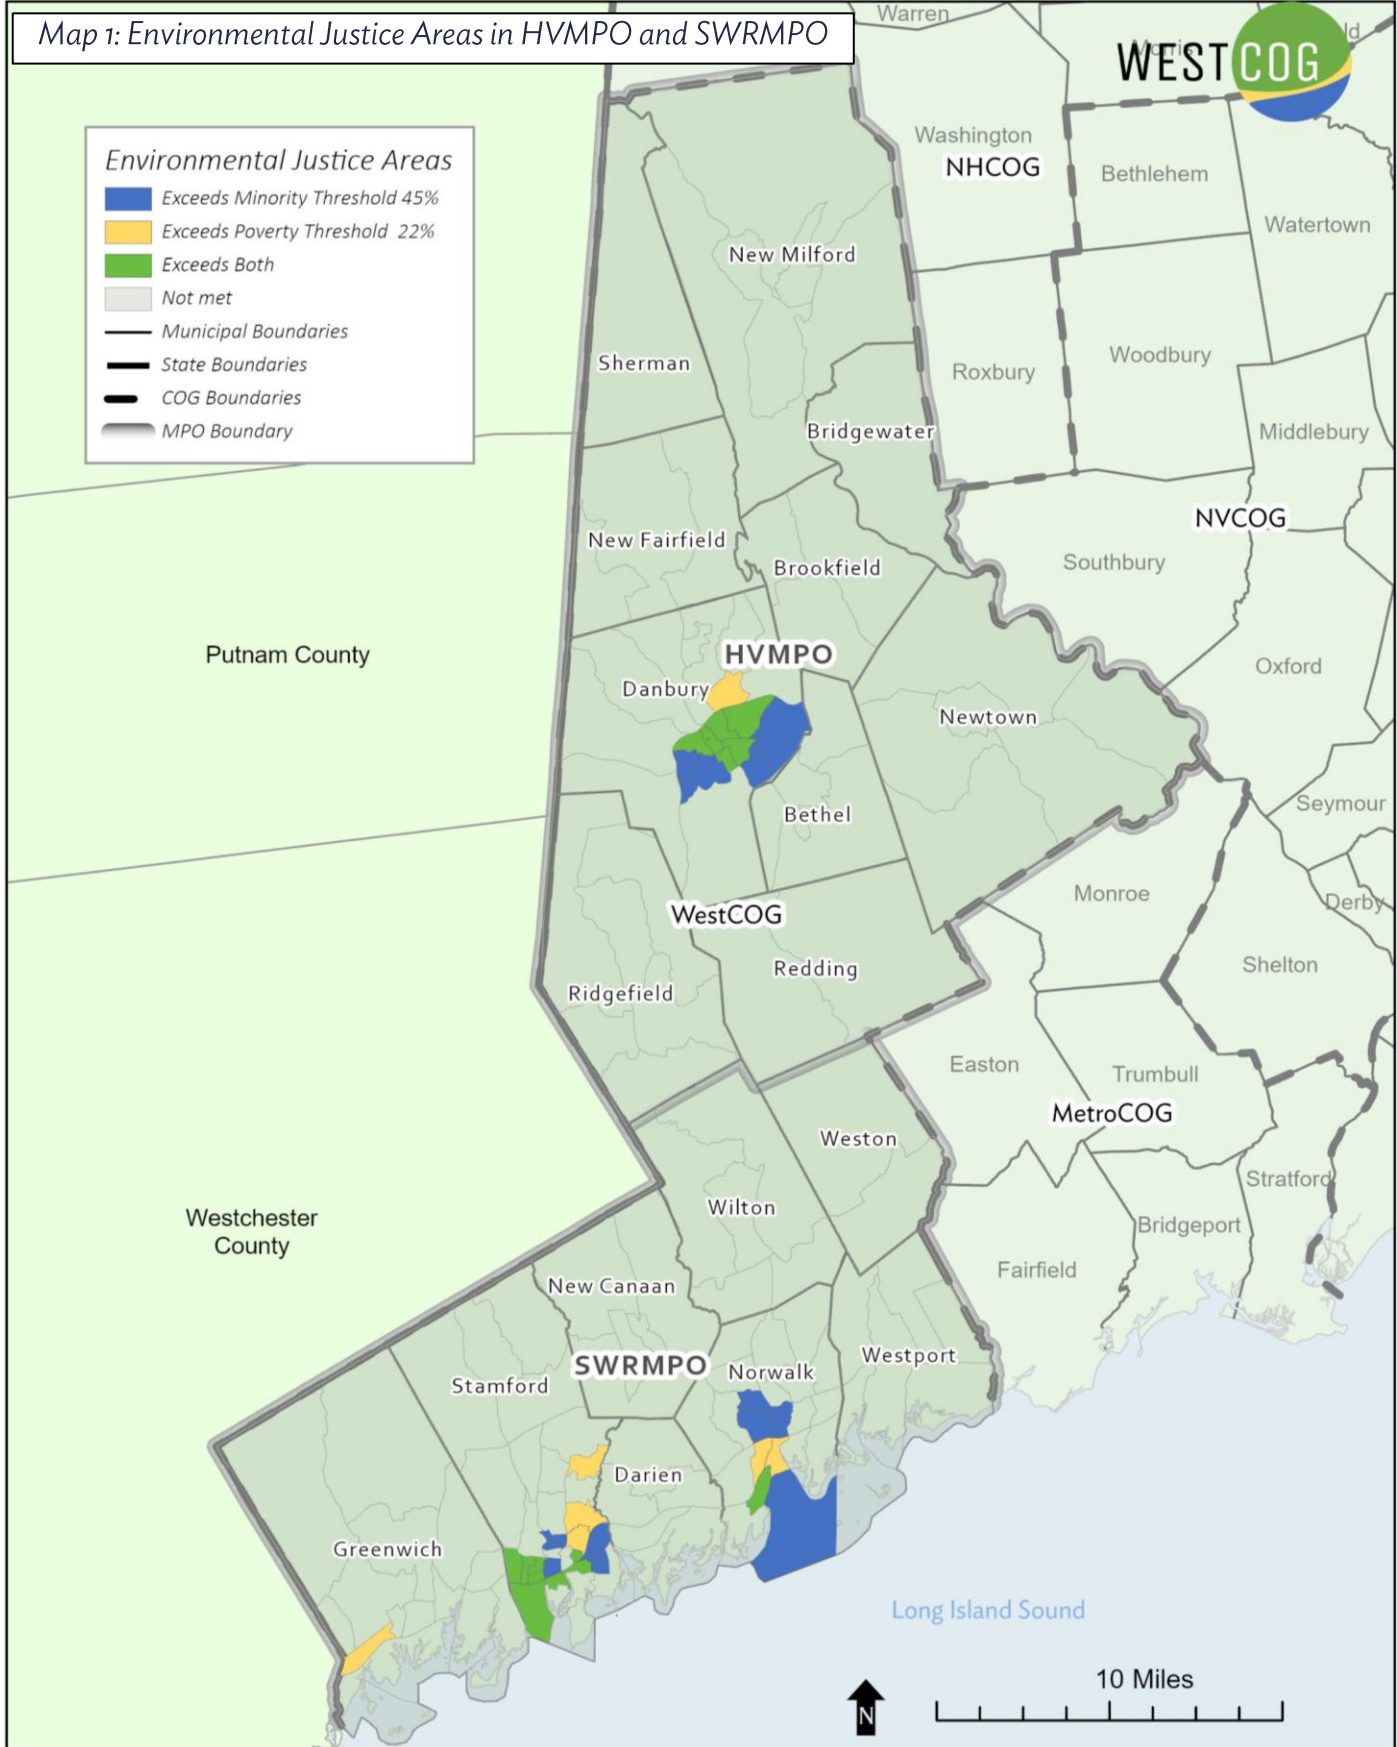 Map 1: Environmental Justice Areas in HVMPO and SWRMPO
Warren
Morris
ld
WESTCOG
Environmental Justice Areas
Exceeds Minority Threshold 45%
Exceeds Poverty Threshold 22%
Exceeds Both
Not met
Municipal Boundaries
State Boundaries
COG Boundaries
MPO Boundary
Washington
NHCOG
Bethlehem
Watertown
New Milford
Sherman
Roxbury
Woodbury
Bridgewater
Middlebury
NVCOG
New Fairfield
Brookfield
Southbury
Putnam County
HVMPO
Oxford
Danbury
Newtown
Bethel
Seymour
Monroe
Derby
WestCOG
Redding
Shelton
Ridgefield
Easton
Trumbull
MetroCOG
Weston
Stratford
Wilton
Westchester
County
Bridgeport
Fairfield
New Canaan
SWRMPO
Norwalk
Westport
Stamford
Darien
Greenwich
Long Island Sound
10 Miles
N